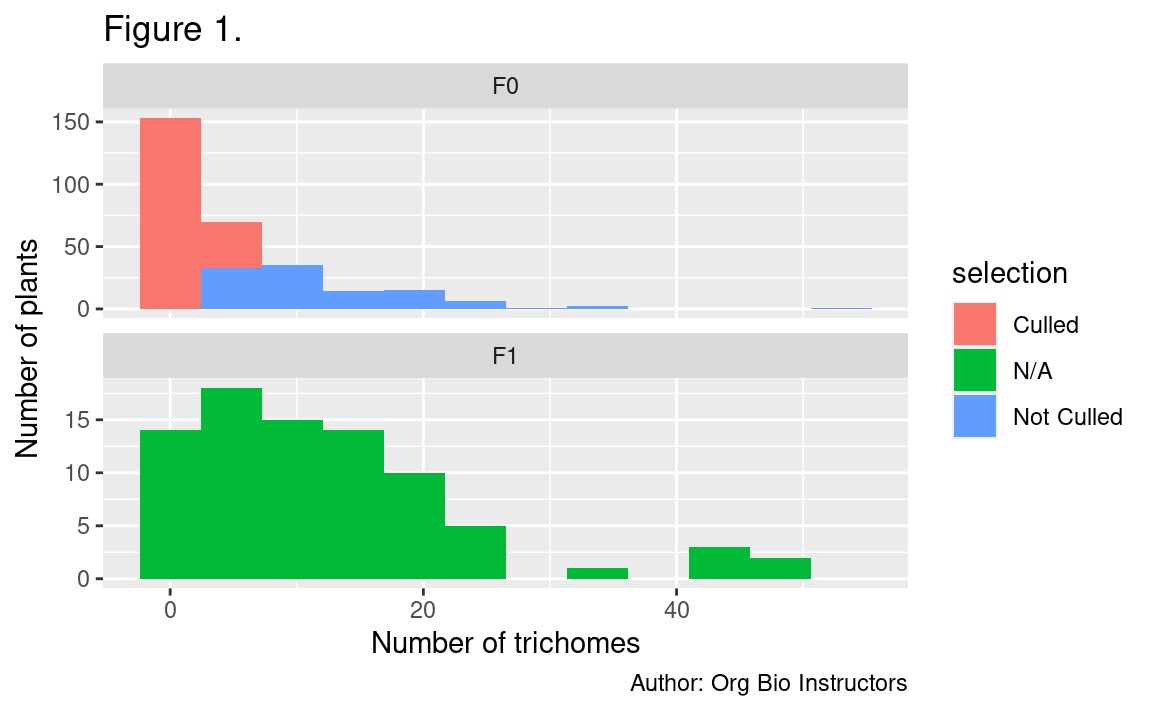 Figure 1.
F0
150
100
50
0
F1
15
10
5
0
0 20 40
Number of plants
Number of trichomes
Author: Org Bio Instructors
selection
Culled
N/A
Not Culled